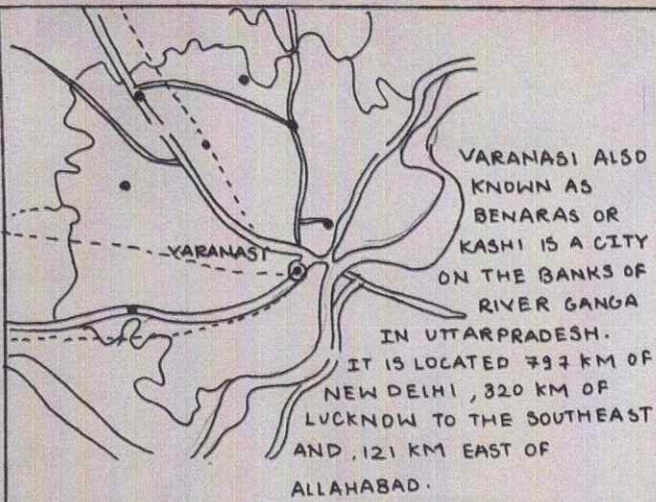 VARANASI ALSO
KNOWN AS
BENARAS OR
KASHI IS A CITY
ON THE BANKS OF
RIVER GANGA
IN UTTARPRADESH.
IT IS LOCATED 797 KM OF
NEW DELHI, 320 KM OF
LUCKNOW TO THE SOUTHEAST
AND, 121 KM EAST OF
ALLAHABAD.
VARANASI